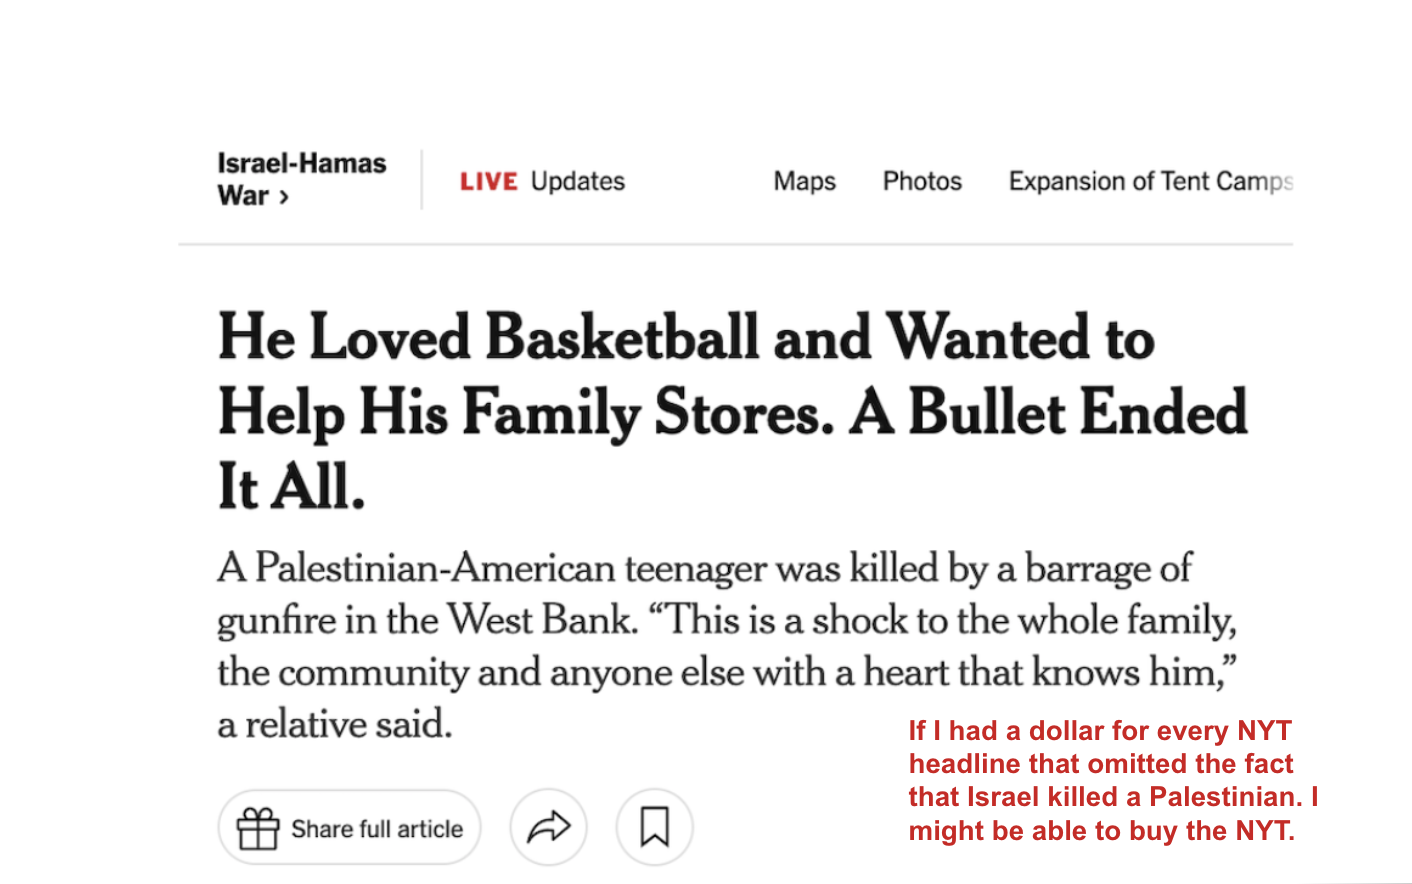 Israel-Hamas
War ›
LIVE Updates
Maps
Photos
Expansion of Tent Camps
He Loved Basketball and Wanted to
Help His Family Stores. A Bullet Ended
It All.
A Palestinian-American teenager was killed by a barrage of
gunfire in the West Bank. “This is a shock to the whole family,
the community and anyone else with a heart that knows him,”
a relative said.
If I had a dollar for every NYT
headline that omitted the fact
that Israel killed a Palestinian. I
might be able to buy the NYT.
Share full article